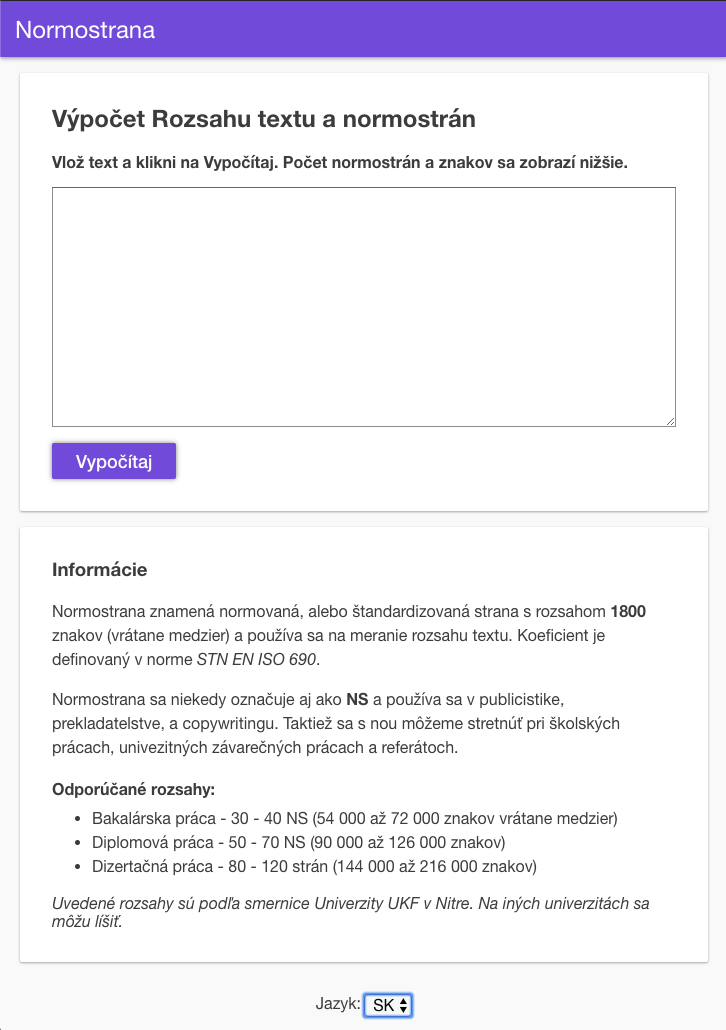 Normostrana
Výpočet Rozsahu textu a normostrán
Vlož text a klikni na Vypočítaj. Počet normostrán a znakov sa zobrazí nižšie.
Vypočítaj
Informácie
Normostrana znamená normovaná, alebo štandardizovaná strana s rozsahom 1800
znakov (vrátane medzier) a používa sa na meranie rozsahu textu. Koeficient je
definovaný v norme STN EN ISO 690.
Normostrana sa niekedy označuje aj ako NS a používa sa v publicistike,
prekladatelstve, a copywritingu. Taktiež sa s nou môžeme stretnúť pri školských
prácach, univezitných závarečných prácach a referátoch.
Odporúčané rozsahy:
• Bakalárska práca - 30 - 40 NS (54 000 až 72 000 znakov vrátane medzier)
• Diplomová práca - 50 - 70 NS (90 000 až 126 000 znakov)
• Dizertačná práca - 80 - 120 strán (144 000 až 216 000 znakov)
Uvedené rozsahy sú podľa smernice Univerzity UKF v Nitre. Na iných univerzitách sa
môžu líšiť.
Jazyk: SK